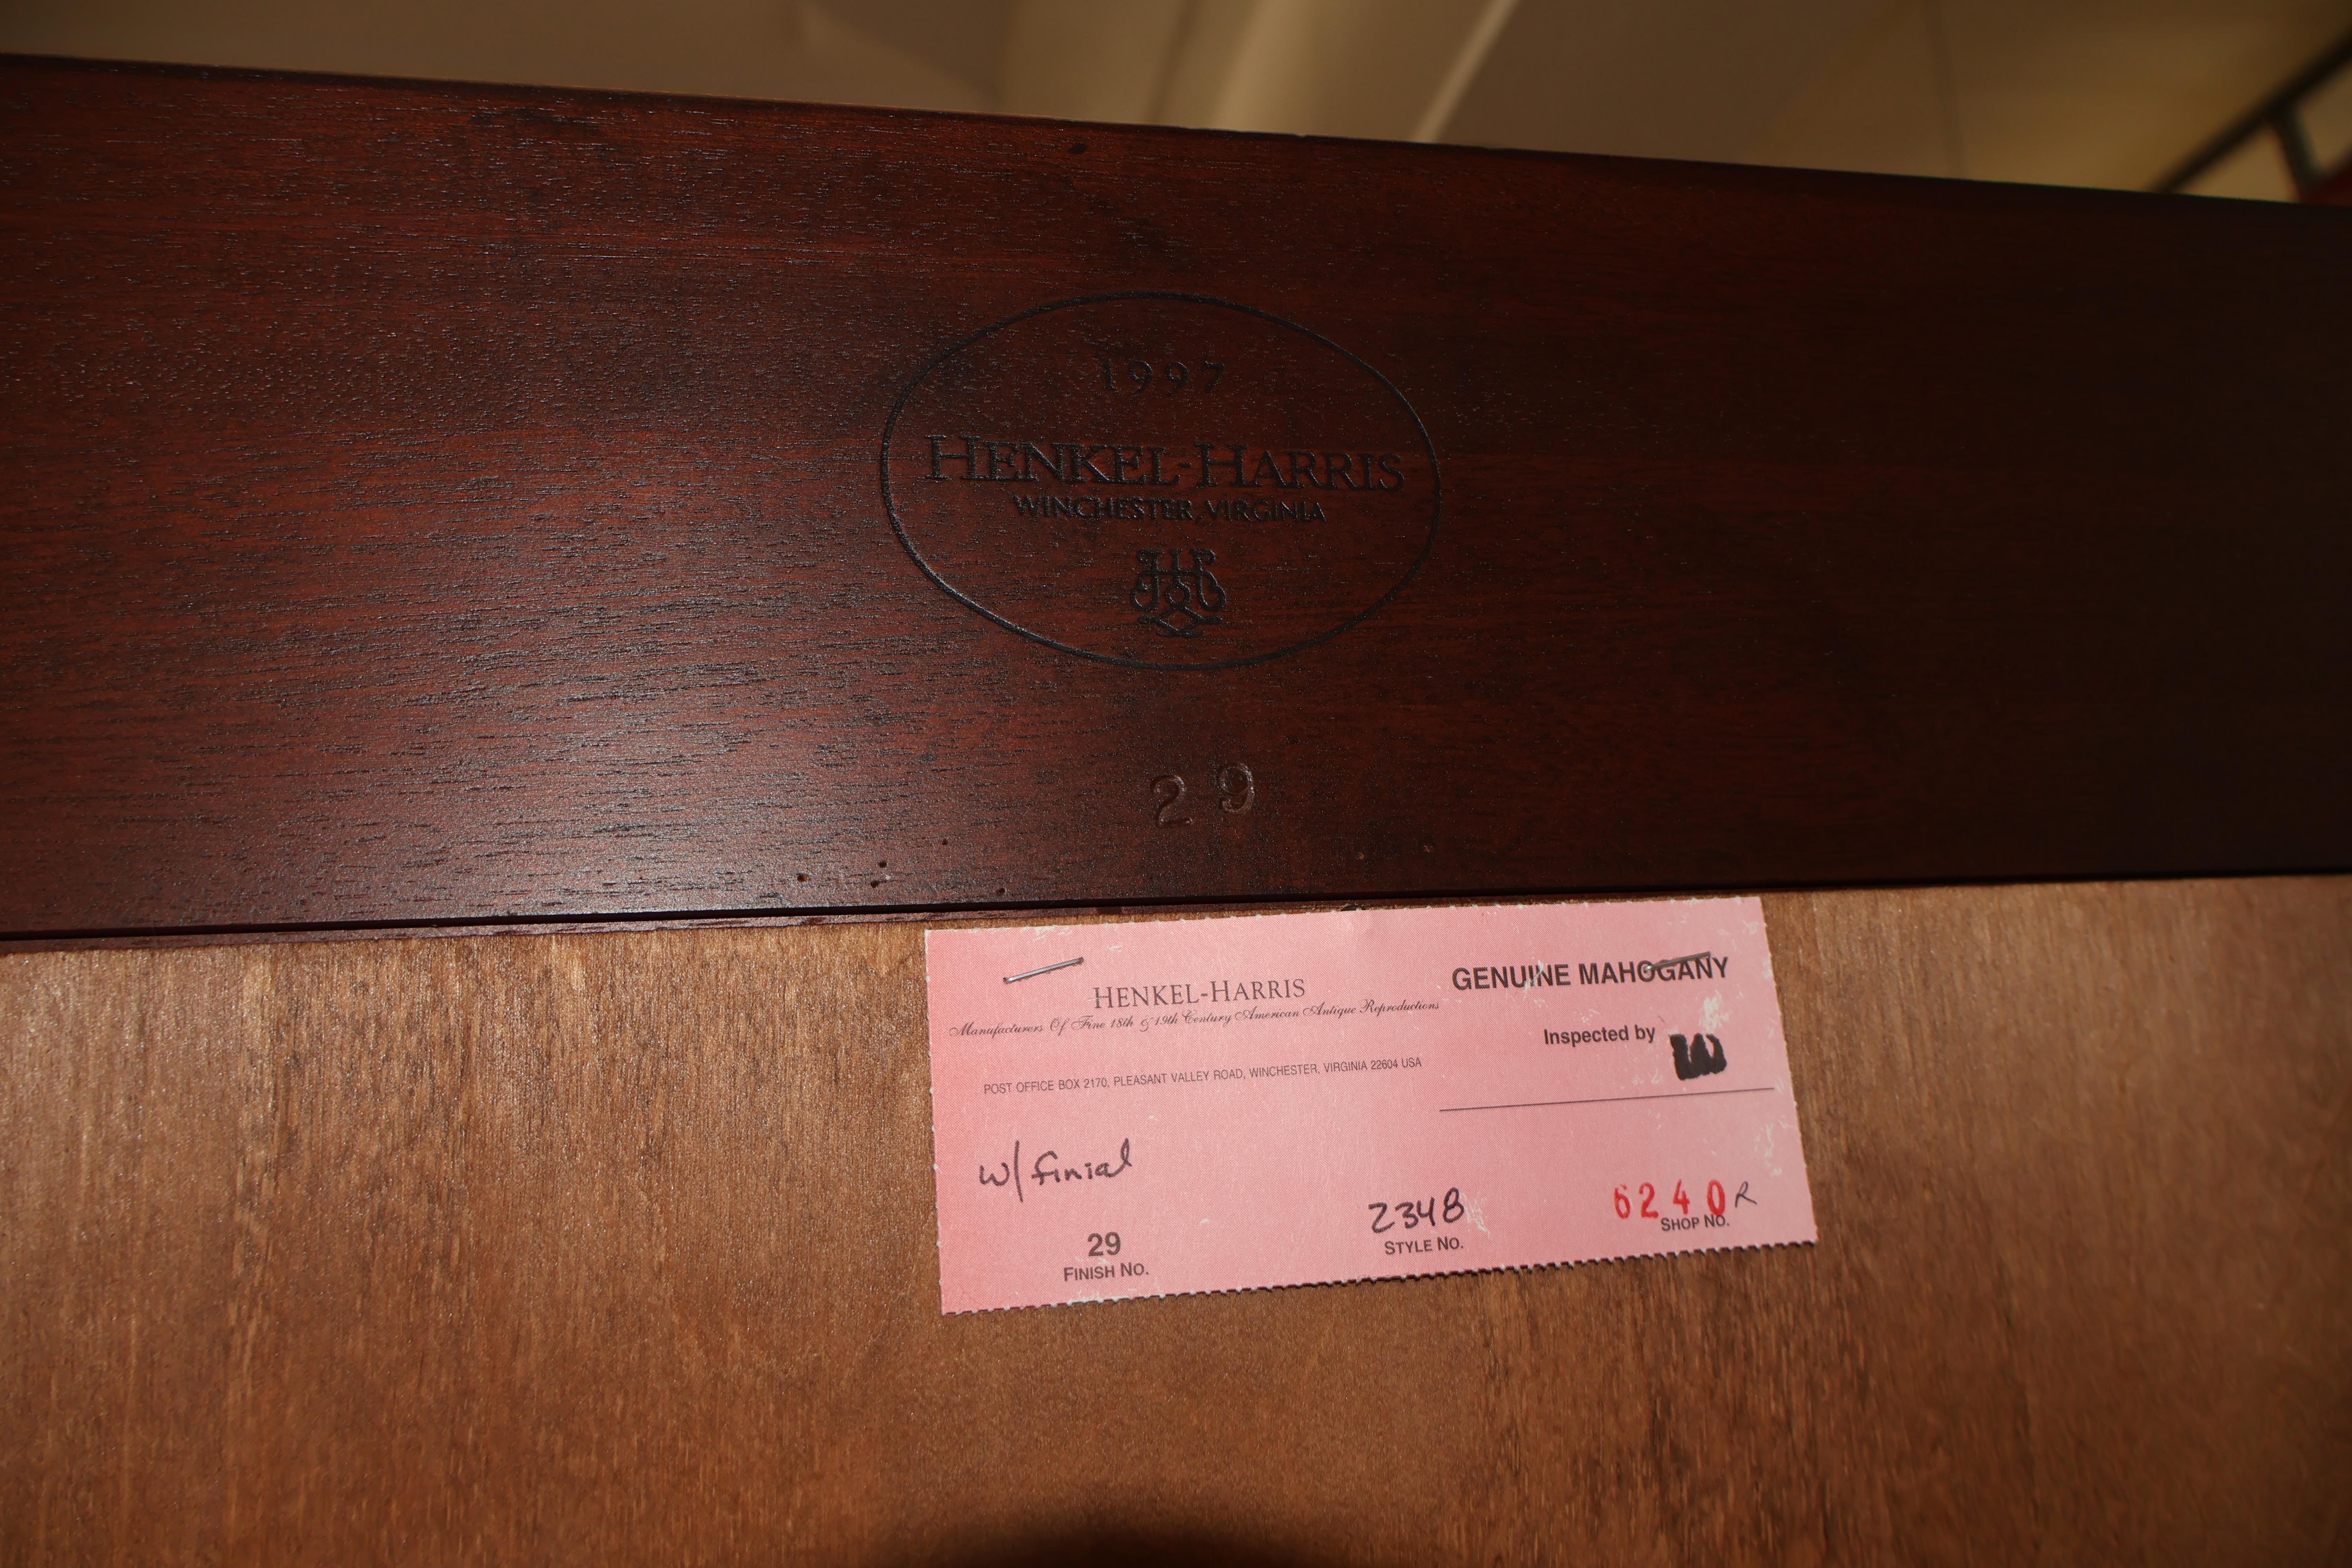 1997
HENKEL-HARRIS
WINCHESTER, VIRGINIA
29
HENKEL-HARRIS
Manufacturers Of Fine 18th & 19th Century American Antique Reproductions
POST OFFICE BOX 2170, PLEASANT VALLEY ROAD, WINCHESTER, VIRGINIA 22604 USA
GENUINE MAHOGANY
Inspected by
w/finial
29
FINISH NO.
2348
STYLE NO.
6240 R
SHOP NO.